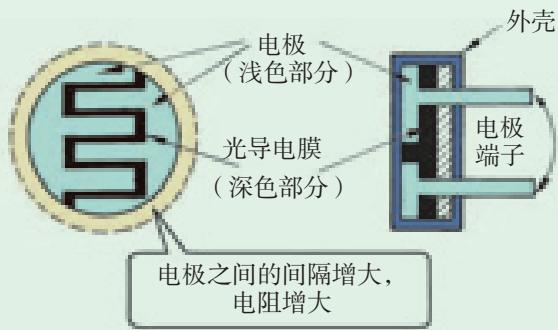 外壳
电极
（浅色部分）
光导电膜
（深色部分）
电极
端子
电极之间的间隔增大，
电阻增大